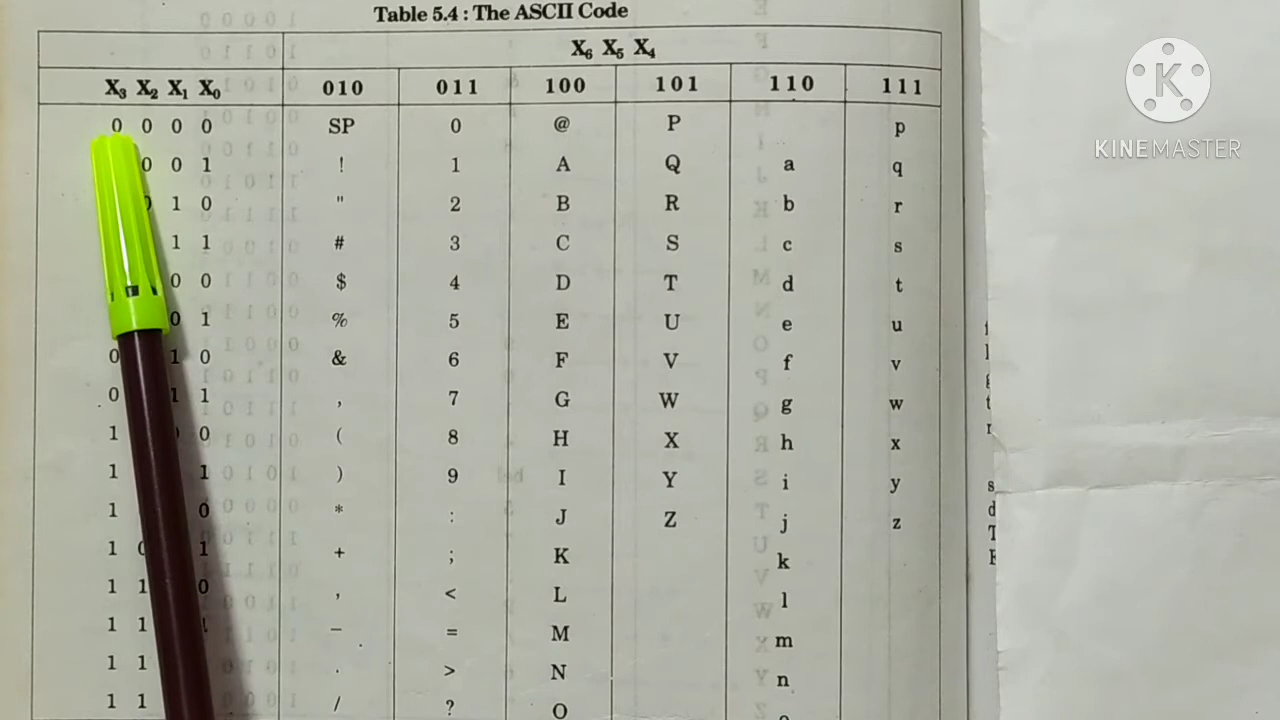 Table 5.4 : The ASCII Code
X6 X5 X4
X3 X2 X1 X0 010 011 100 101 110 111
0 0 0 0 SP 0 @ P p
0 0 1 ! 1 A Q a q
1 0 " 2 B R b r
1 1 # 3 C S c s
0 0 $ 4 D T d t
0 1 % 5 E U e u
0 1 0 & 6 F V f v
0 1 1 , 7 G W g w
1 0 ( 8 H X h x
1 1 ) 9 I Y i y
1 0 * : J Z j z
1 1 + ; K k
1 1 0 , < L l
1 1 – = M m
1 1 . > N n
1 1 / ? O
KINEMASTER